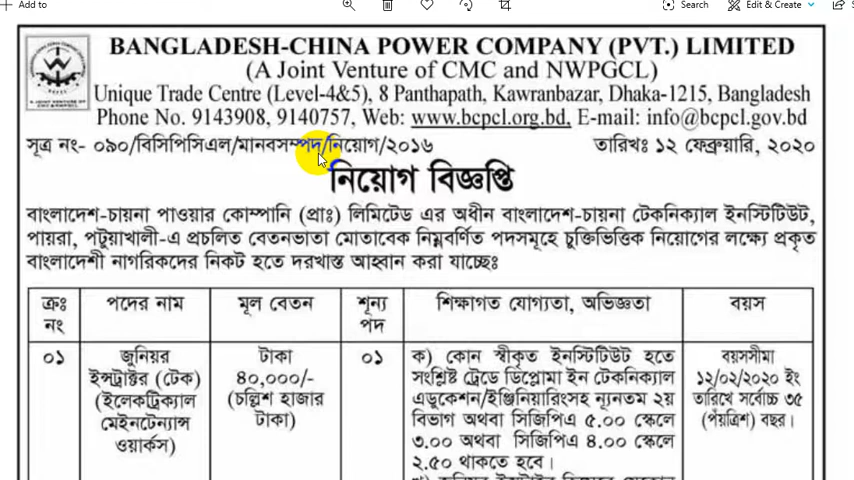 Add to
Search
Edit & Create
BANGLADESH-CHINA POWER COMPANY (PVT.) LIMITED
(A Joint Venture of CMC and NWPGCL)
Unique Trade Centre (Level-4&5), 8 Panthapath, Kawranbazar, Dhaka-1215, Bangladesh
Phone No. 9143908, 9140757, Web: www.bcpcl.org.bd, E-mail: info@bcpcl.gov.bd
সূত্র নং- ০৯০/বিসিপিসিএল/মানবসম্পদ/নিয়োগ/২০১৬ তারিখঃ ১২ ফেব্রুয়ারি, ২০২০
নিয়োগ বিজ্ঞপ্তি
বাংলাদেশ-চায়না পাওয়ার কোম্পানি (প্রাঃ) লিমিটেড এর অধীন বাংলাদেশ-চায়না টেকনিক্যাল ইনস্টিটিউট,
পায়রা, পটুয়াখালী-এ প্রচলিত বেতনভাতা মোতাবেক নিম্নবর্ণিত পদসমূহে চুক্তিভিত্তিক নিয়োগের লক্ষ্যে প্রকৃত
বাংলাদেশী নাগরিকদের নিকট হতে দরখাস্ত আহ্বান করা যাচ্ছেঃ
ক্রঃ
নং
পদের নাম
মূল বেতন
শূন্য
পদ
শিক্ষাগত যোগ্যতা, অভিজ্ঞতা
বয়স
০১
জুনিয়র
ইন্সট্রাক্টর (টেক)
(ইলেকট্রিক্যাল
মেইনটেন্যান্স
ওয়ার্কস)
টাকা
৪০,০০০/-
(চল্লিশ হাজার
টাকা)
০১
ক) কোন স্বীকৃত ইনস্টিটিউট হতে
সংশ্লিষ্ট ট্রেডে ডিপ্লোমা ইন টেকনিক্যাল
এডুকেশন/ইঞ্জিনিয়ারিংসহ ন্যূনতম ২য়
বিভাগ অথবা সিজিপিএ ৫.০০ স্কেলে
৩.০০ অথবা সিজিপিএ ৪.০০ স্কেলে
২.৫০ থাকতে হবে।
বয়সসীমা
১২/০২/২০২০ ইং
তারিখে সর্বোচ্চ ৩৫
(পঁয়ত্রিশ) বছর।